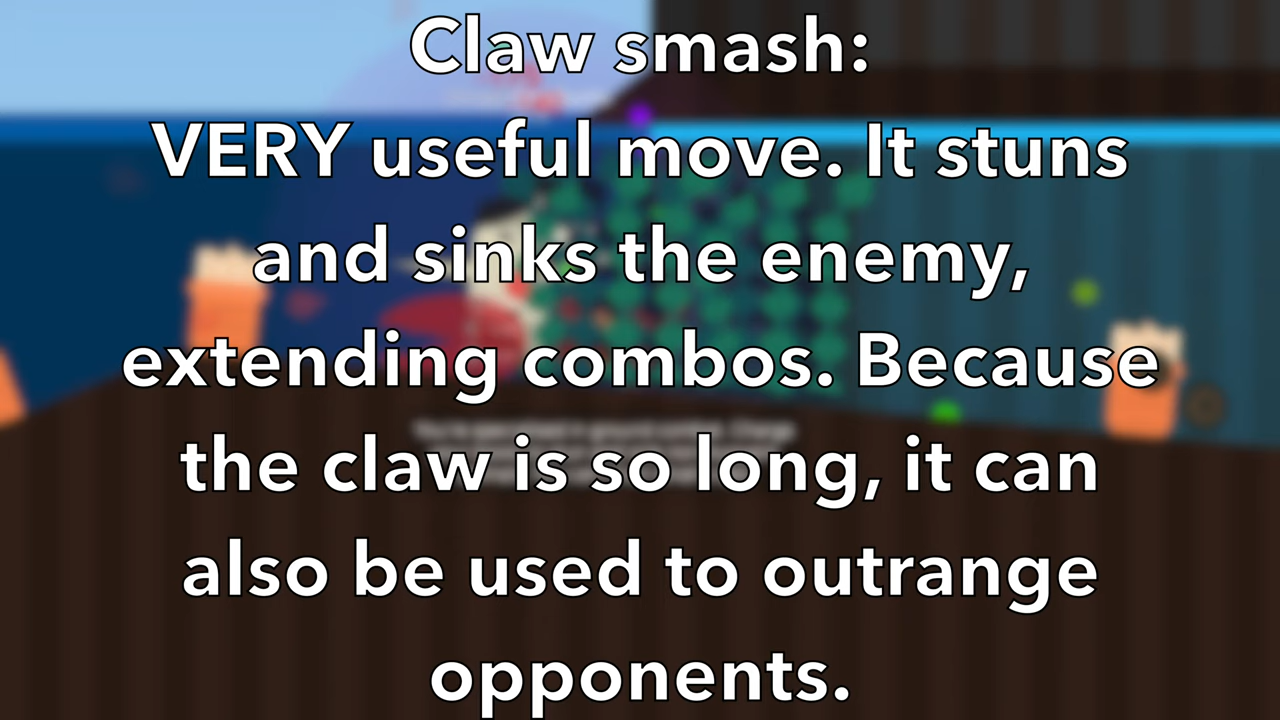 Claw smash:
VERY useful move. It stuns
and sinks the enemy,
extending combos. Because
the claw is so long, it can
also be used to outrange
opponents.